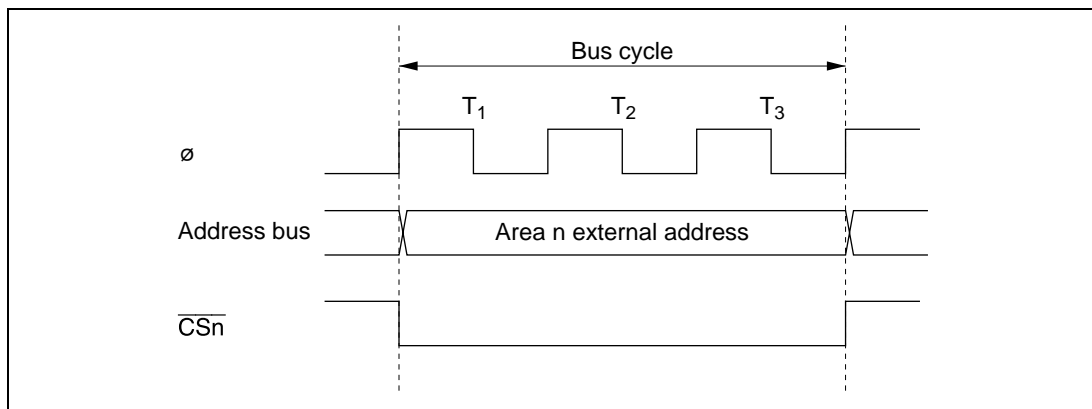 Bus cycle
T1 T2 T3
ø
Address bus Area n external address
CSn